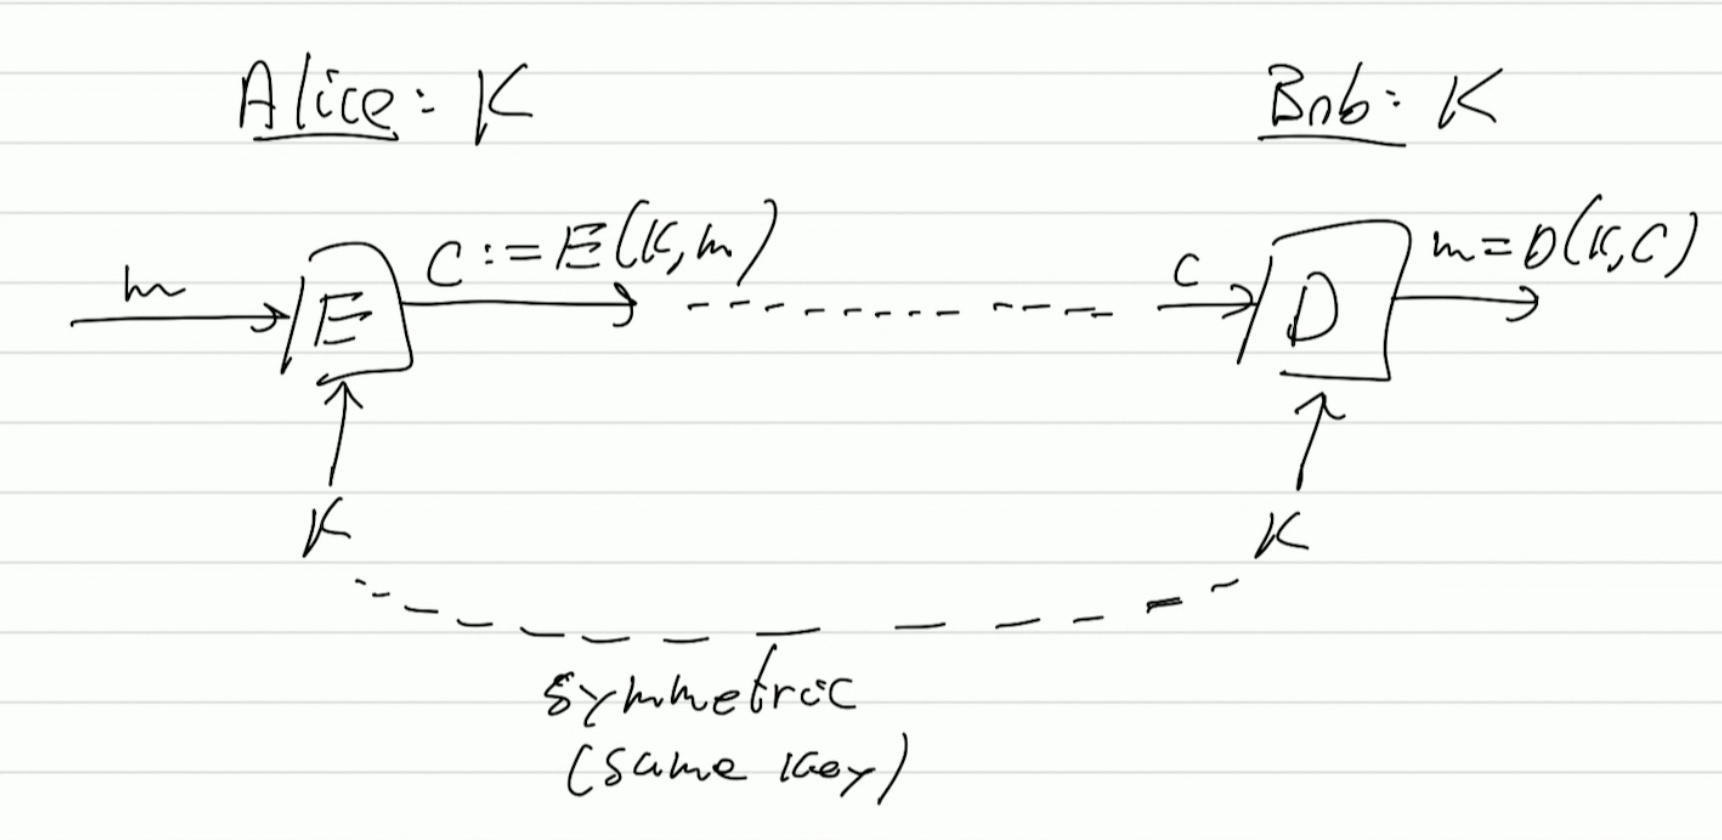 Alice: K
Bob: K
m
E
C := E(K,m)
C
D
m = D(K,C)
K
K
symmetric
(same key)